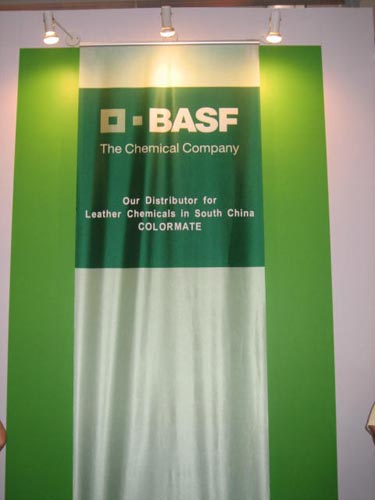 BASF
The Chemical Company
Our Distributor for
Leather Chemicals in South China
COLORMATE